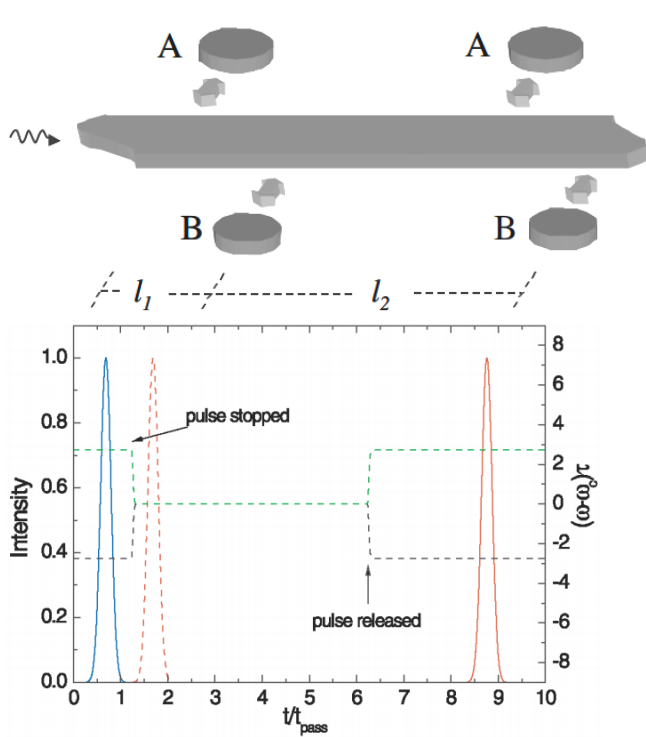 A A
B B
l1 l2
1.0 8
0.8 6
pulse stopped 4
0.6 2
Intensity 0 (ω-ωc)/γ
0.4 -2
-4
0.2 pulse released -6
0.0 -8
0 1 2 3 4 5 6 7 8 9 10
t/tpass